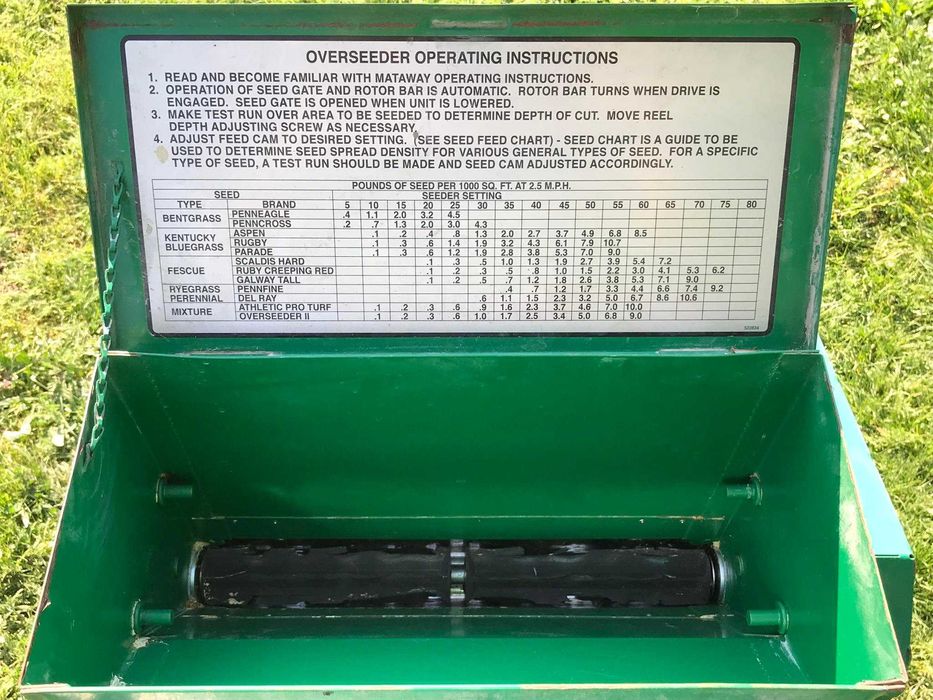 OVERSEEDER OPERATING INSTRUCTIONS
1. READ AND BECOME FAMILIAR WITH MATAWAY OPERATING INSTRUCTIONS.
2. OPERATION OF SEED GATE AND ROTOR BAR IS AUTOMATIC. ROTOR BAR TURNS WHEN DRIVE IS
ENGAGED. SEED GATE IS OPENED WHEN UNIT IS LOWERED.
3. MAKE TEST RUN OVER AREA TO BE SEEDED TO DETERMINE DEPTH OF CUT. MOVE REEL
DEPTH ADJUSTING SCREW AS NECESSARY.
4. ADJUST FEED CAM TO DESIRED SETTING. (SEE SEED FEED CHART) - SEED CHART IS A GUIDE TO BE
USED TO DETERMINE SEED SPREAD DENSITY FOR VARIOUS GENERAL TYPES OF SEED. FOR A SPECIFIC
TYPE OF SEED, A TEST RUN SHOULD BE MADE AND SEED CAM ADJUSTED ACCORDINGLY.
POUNDS OF SEED PER 1000 SQ. FT. AT 2.5 M.P.H.
SEED SEEDER SETTING
TYPE BRAND 5 10 15 20 25 30 35 40 45 50 55 60 65 70 75 80
BENTGRASS PENNEAGLE .4 1.1 2.0 3.2 4.5
PENNCROSS .2 .7 1.3 2.0 3.0 4.3
KENTUCKY BLUEGRASS ASPEN .1 .2 .4 .8 1.3 2.0 2.7 3.7 4.9 6.8 8.5
RUGBY .1 .3 .6 1.4 1.9 3.2 4.3 6.1 7.9 10.7
PARADE .1 .3 .6 1.2 1.9 2.8 3.8 5.3 7.0 9.0
FESCUE SCALDIS HARD .1 .3 .5 1.0 1.3 1.9 2.7 3.9 5.4 7.2
RUBY CREEPING RED .1 .2 .3 .5 .8 1.0 1.5 2.2 3.0 4.1 5.3 6.2
GALWAY TALL .1 .2 .5 .7 1.2 1.8 2.6 3.8 5.3 7.1 9.0
RYEGRASS PERENNIAL PENNFINE .4 .7 1.2 1.7 3.3 4.4 6.6 7.4 9.2
DEL RAY .6 1.1 1.5 2.3 3.2 5.0 6.7 8.6 10.6
MIXTURE ATHLETIC PRO TURF .1 .2 .3 .6 .9 1.6 2.3 3.7 4.6 7.0 10.0
OVERSEEDER II .1 .2 .3 .6 1.0 1.7 2.5 3.4 5.0 6.8 9.0